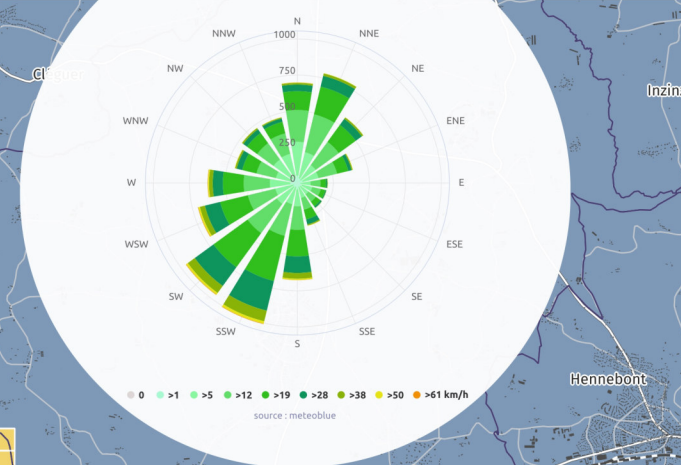 N
1000
NNW
NNE
NW
750
NE
Inzin
500
WNW
ENE
250
W
0
E
WSW
ESE
SW
SE
SSW
SSE
S
Hennebont
0 >1 >5 >12 >19 >28 >38 >50 >61 km/h
source : meteoblue